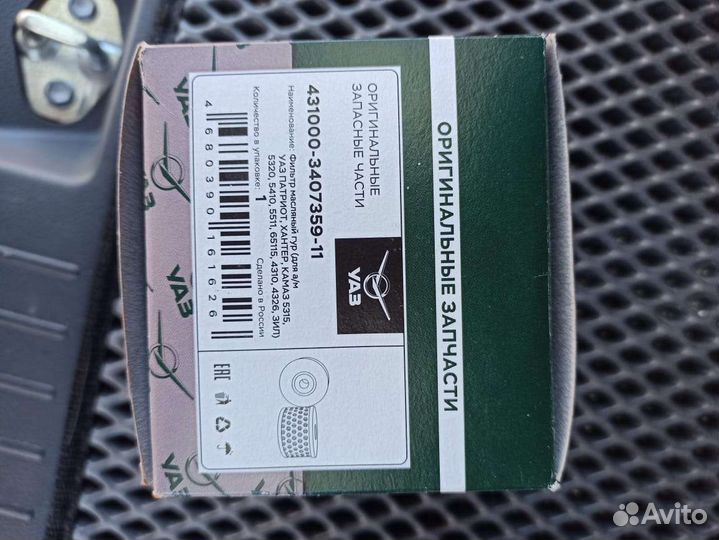 ОРИГИНАЛЬНЫЕ ЗАПЧАСТИ
ОРИГИНАЛЬНЫЕ
ЗАПАСНЫЕ ЧАСТИ
УАЗ
431000-3407359-11
Наименование: Фильтр масляный гур (для а/м
УАЗ ПАТРИОТ, ХАНТЕР, КАМАЗ 5315,
5320, 5410, 5511, 65115, 4310, 4326, ЗИЛ)
Количество в упаковке: 1
Сделано в России
4 680390 161626
EAC
УАЗ
УАЗ
УАЗ
Avito